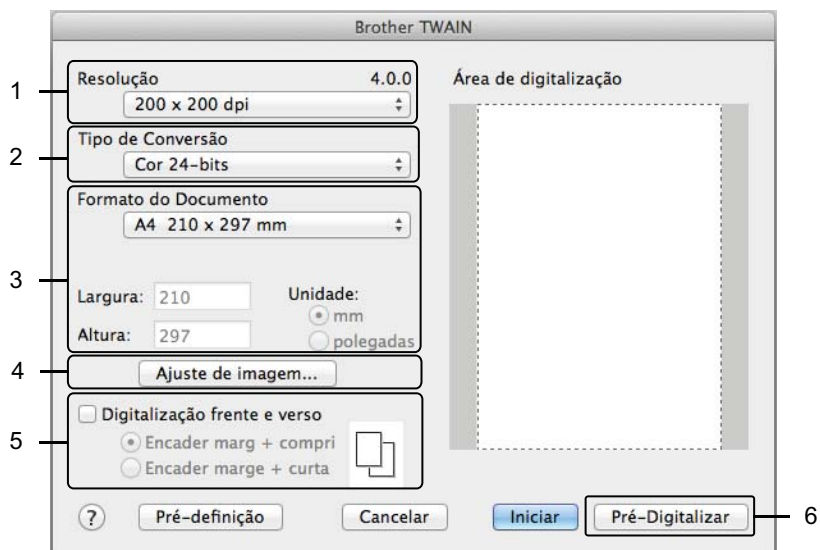 Brother TWAIN
1
Resolução 4.0.0
200 x 200 dpi
2
Tipo de Conversão
Cor 24-bits
3
Formato do Documento
A4 210 x 297 mm
Largura: 210
Altura: 297
Unidade:
mm
polegadas
4
Ajuste de imagem...
5
Digitalização frente e verso
Encader marg + compri
Encader marge + curta
Área de digitalização
?
Pré-definição
Cancelar
Iniciar
Pré-Digitalizar
6